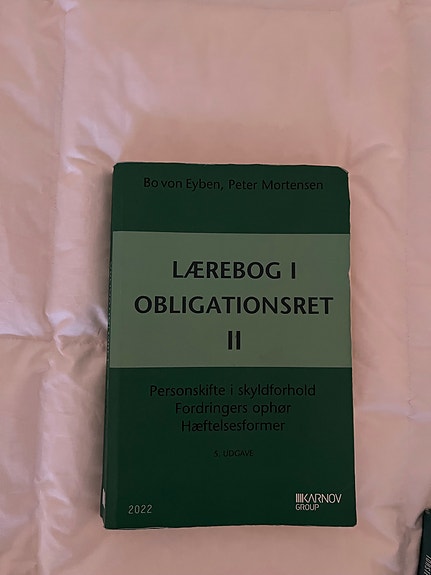 Bo von Eyben, Peter Mortensen
LÆREBOG I
OBLIGATIONSRET
II
Personskifte i skyldforhold
Fordringers ophør
Hæftelsesformer
5. UDGAVE
2022
KARNOV
GROUP